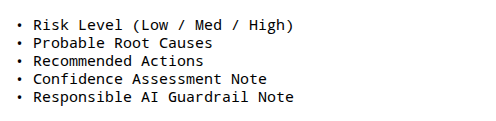 • Risk Level (Low / Med / High)
• Probable Root Causes
• Recommended Actions
• Confidence Assessment Note
• Responsible AI Guardrail Note